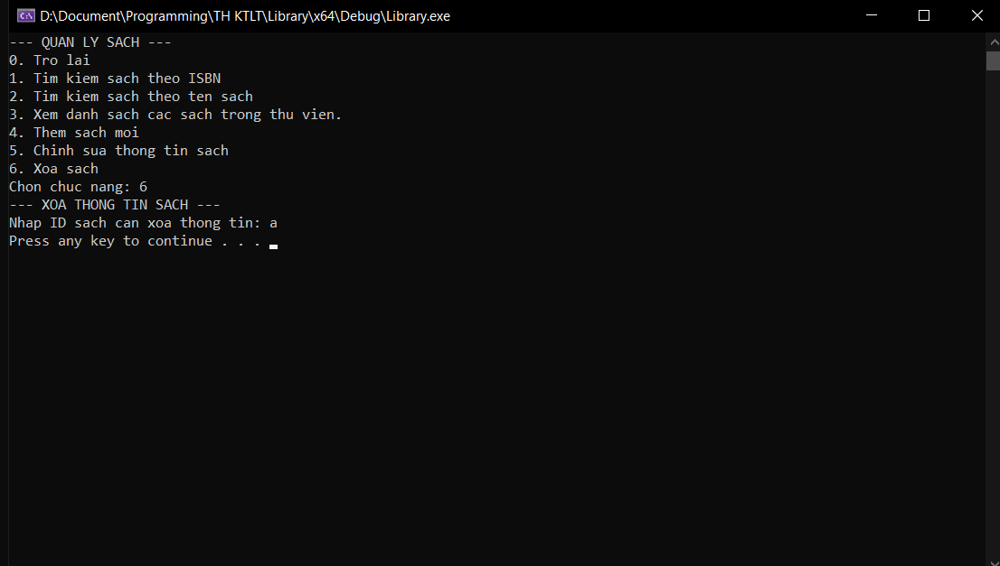 D:\Document\Programming\TH KTLT\Library\x64\Debug\Library.exe
--- QUAN LY SACH ---
0. Tro lai
1. Tim kiem sach theo ISBN
2. Tim kiem sach theo ten sach
3. Xem danh sach cac sach trong thu vien.
4. Them sach moi
5. Chinh sua thong tin sach
6. Xoa sach
Chon chuc nang: 6
--- XOA THONG TIN SACH ---
Nhap ID sach can xoa thong tin: a
Press any key to continue . . .